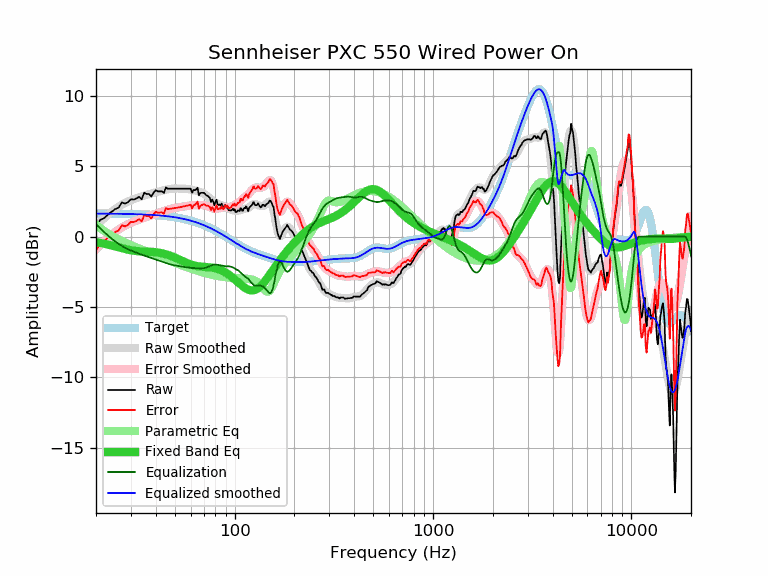 Sennheiser PXC 550 Wired Power On
Amplitude (dBr)
10
5
0
−5
−10
−15
Target
Raw Smoothed
Error Smoothed
Raw
Error
Parametric Eq
Fixed Band Eq
Equalization
Equalized smoothed
100
1000
10000
Frequency (Hz)